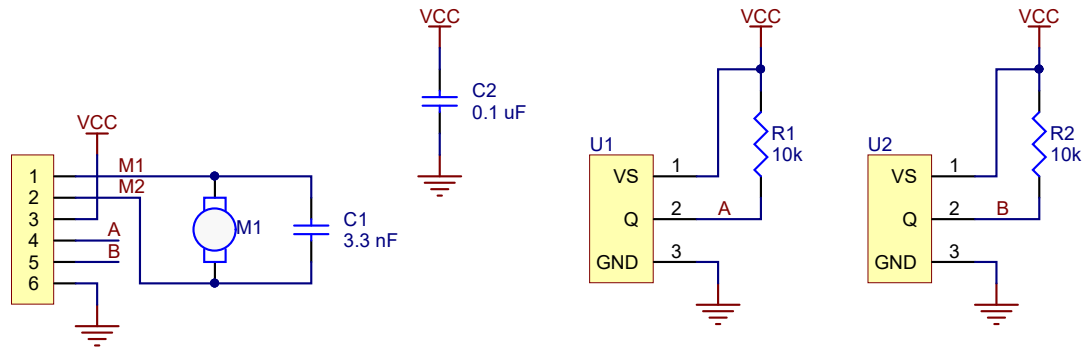 VCC
C2
0.1 uF
VCC
1
2
3
4
5
6
M1
M2
A
B
M1
C1
3.3 nF
VCC
R1
10k
U1
VS
Q
GND
1
2
3
A
VCC
R2
10k
U2
VS
Q
GND
1
2
3
B